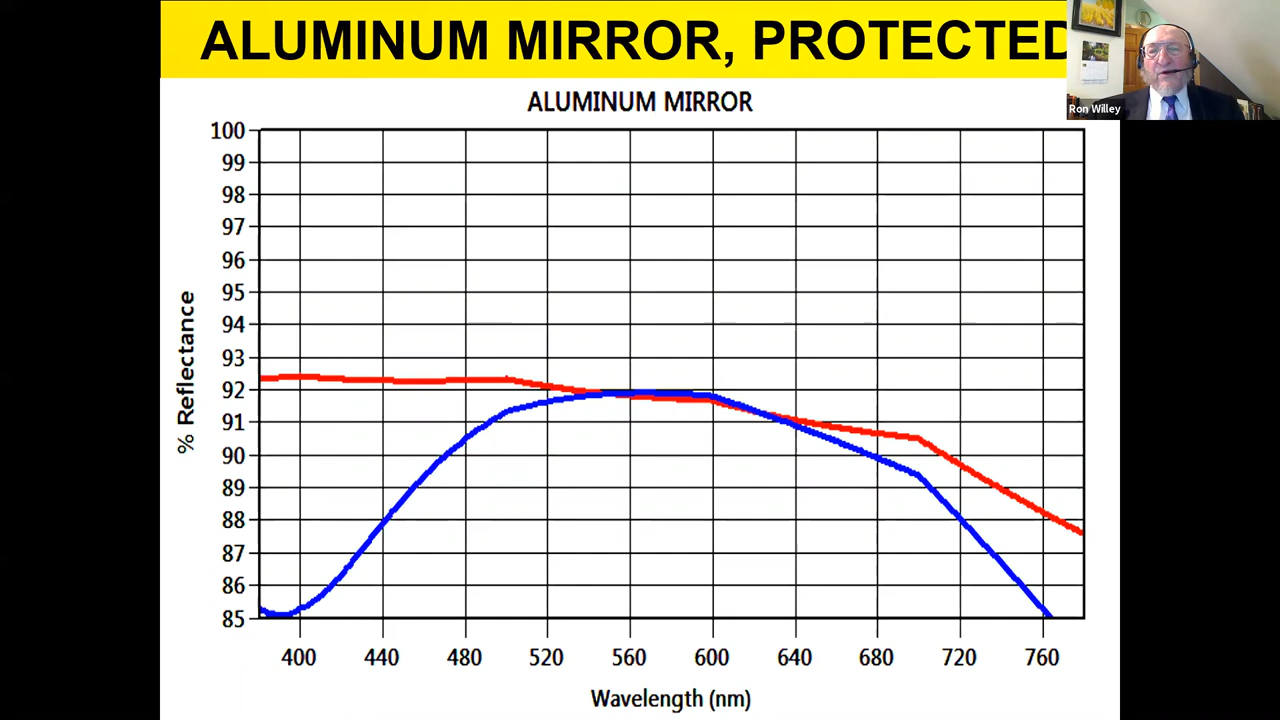 ALUMINUM MIRROR, PROTECTED
Ron Willey
ALUMINUM MIRROR
% Reflectance
100
99
98
97
96
95
94
93
92
91
90
89
88
87
86
85
400 440 480 520 560 600 640 680 720 760
Wavelength (nm)